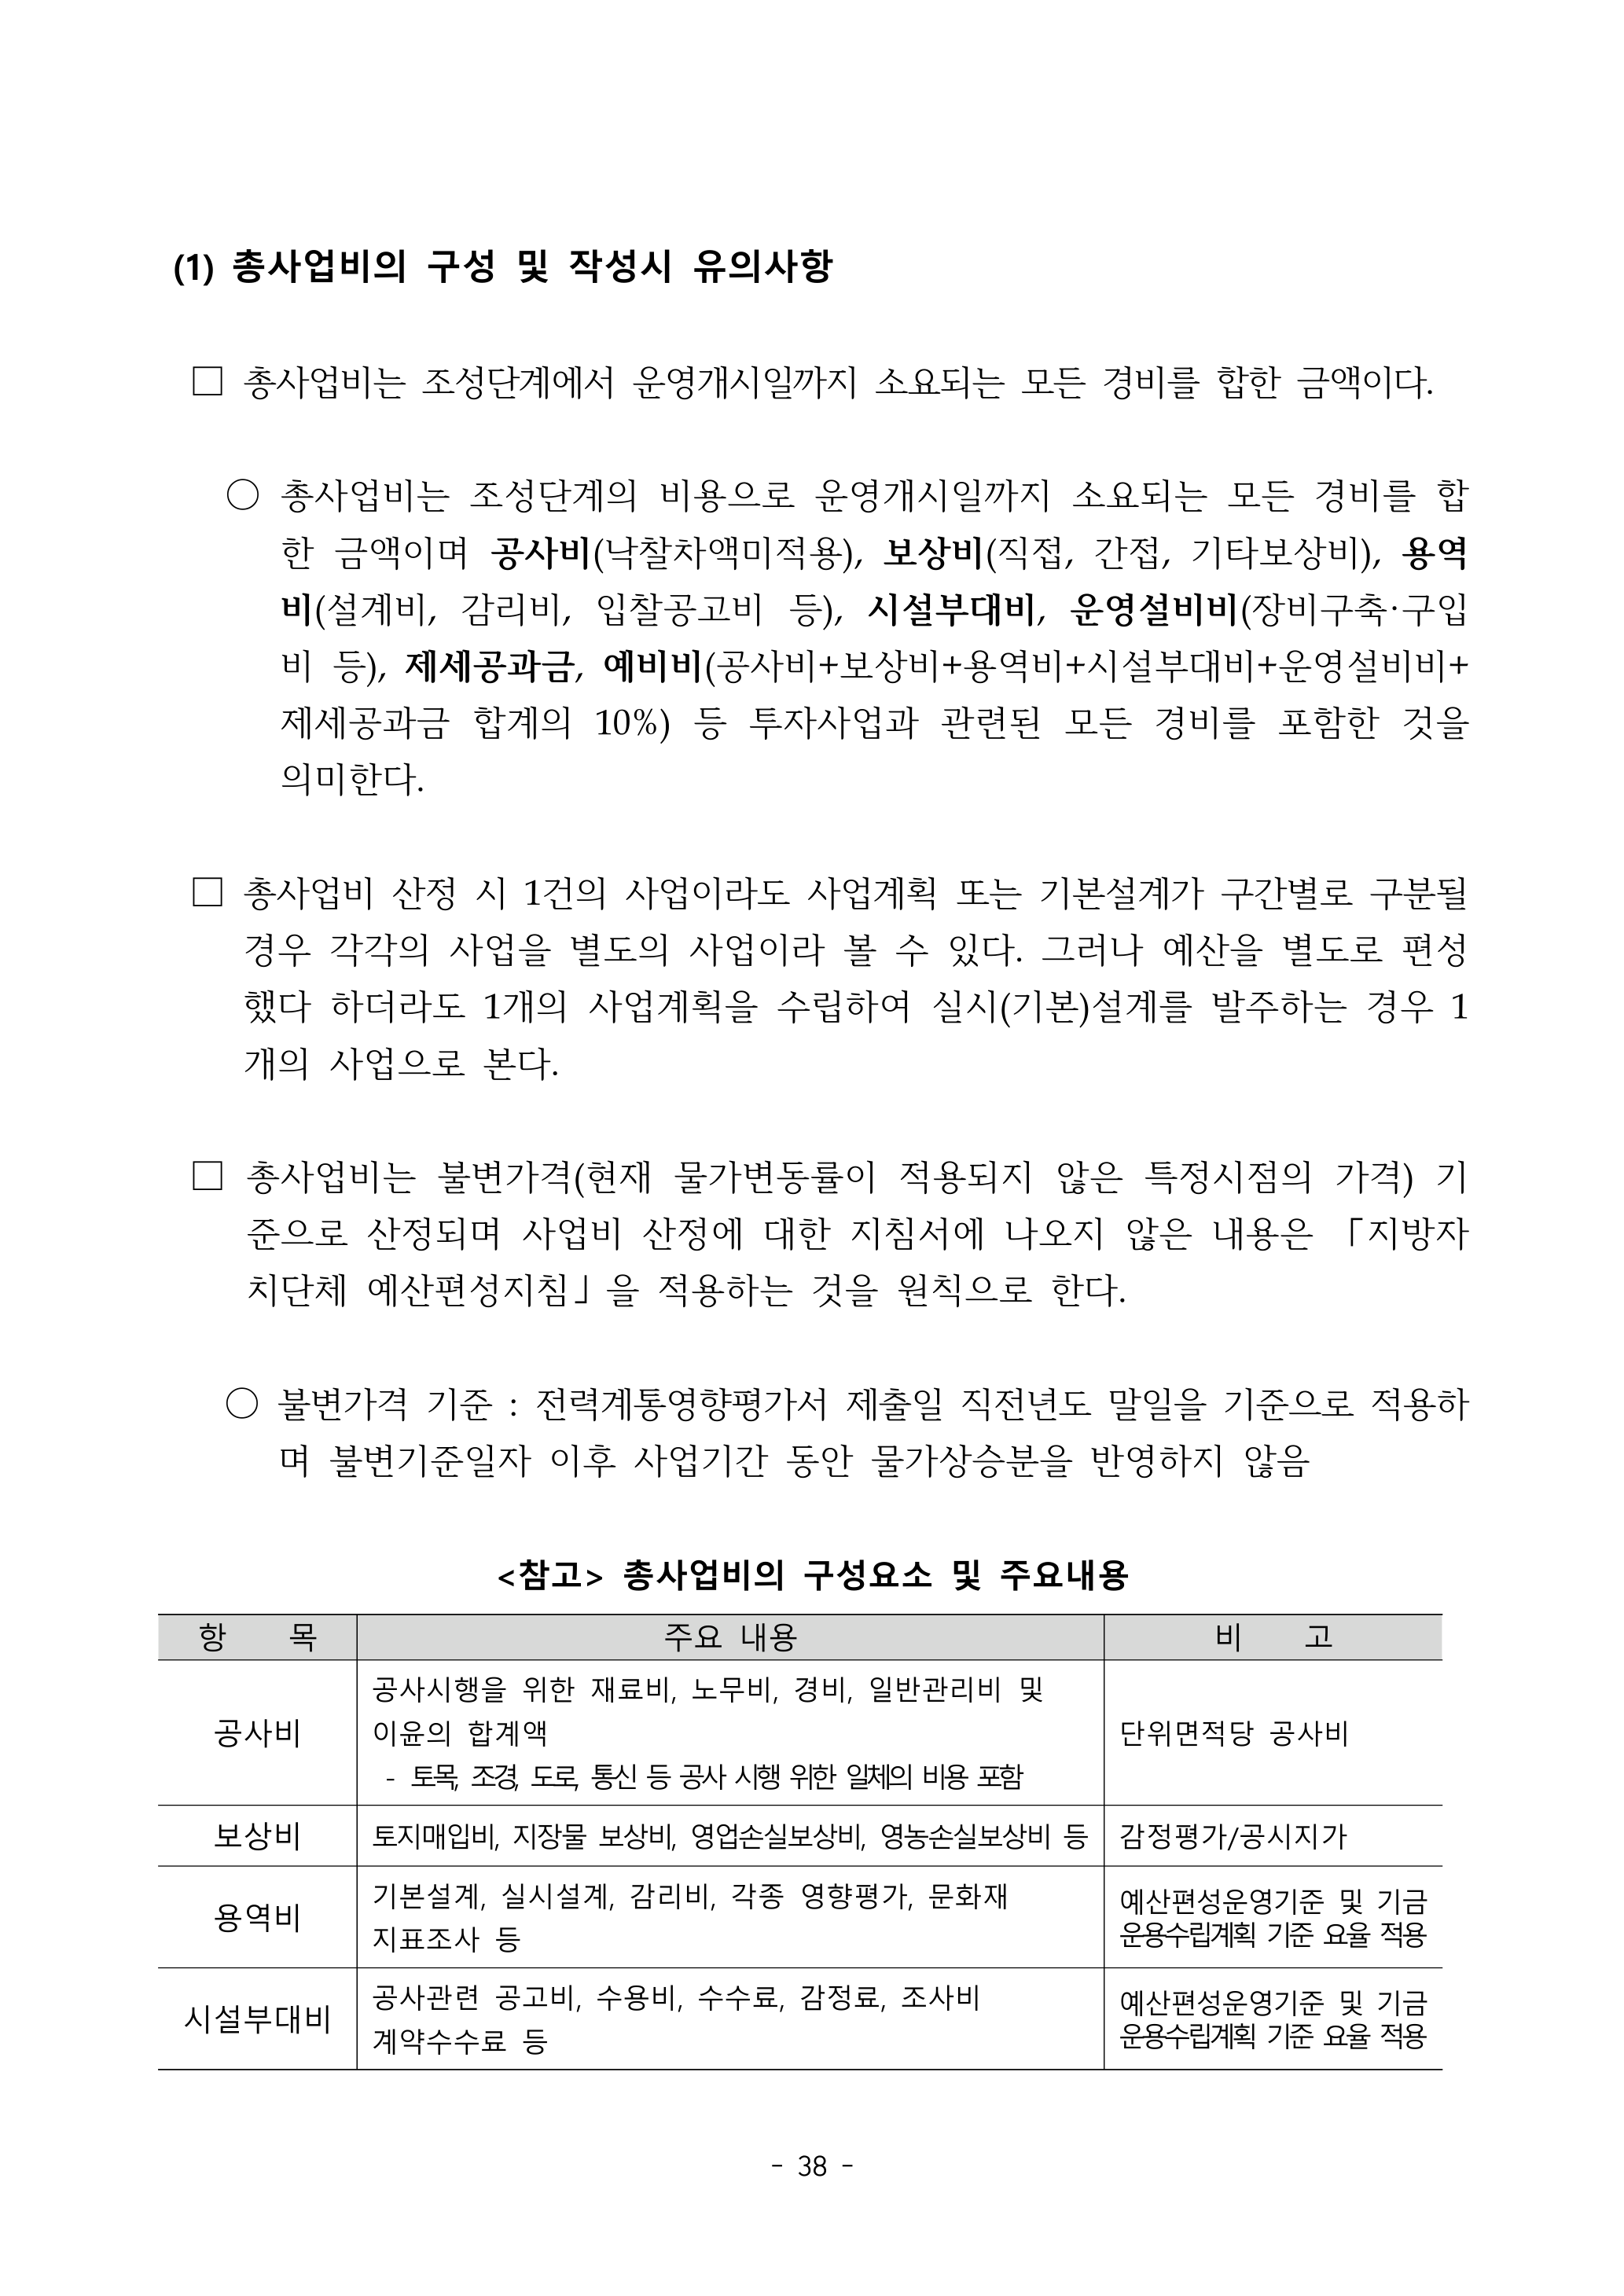 (1) 총사업비의 구성 및 작성시 유의사항
□ 총사업비는 조성단계에서 운영개시일까지 소요되는 모든 경비를 합한 금액이다.
○ 총사업비는 조성단계의 비용으로 운영개시일까지 소요되는 모든 경비를 합
한 금액이며 공사비(낙찰차액미적용), 보상비(직접, 간접, 기타보상비), 용역
비(설계비, 감리비, 입찰공고비 등), 시설부대비, 운영설비비(장비구축·구입
비 등), 제세공과금, 예비비(공사비+보상비+용역비+시설부대비+운영설비비+
제세공과금 합계의 10%) 등 투자사업과 관련된 모든 경비를 포함한 것을
의미한다.
□ 총사업비 산정 시 1건의 사업이라도 사업계획 또는 기본설계가 구간별로 구분될
경우 각각의 사업을 별도의 사업이라 볼 수 있다. 그러나 예산을 별도로 편성
했다 하더라도 1개의 사업계획을 수립하여 실시(기본)설계를 발주하는 경우 1
개의 사업으로 본다.
□ 총사업비는 불변가격(현재 물가변동률이 적용되지 않은 특정시점의 가격) 기
준으로 산정되며 사업비 산정에 대한 지침서에 나오지 않은 내용은 「지방자
치단체 예산편성지침」을 적용하는 것을 원칙으로 한다.
○ 불변가격 기준 : 전력계통영향평가서 제출일 직전년도 말일을 기준으로 적용하
며 불변기준일자 이후 사업기간 동안 물가상승분을 반영하지 않음
<참고> 총사업비의 구성요소 및 주요내용
항 목 주요 내용 비 고
공사시행을 위한 재료비, 노무비, 경비, 일반관리비 및
공사비 이윤의 합계액 단위면적당 공사비
- 토목, 조경, 도로, 통신 등 공사 시행 위한 일체의 비용 포함
보상비 토지매입비, 지장물 보상비, 영업손실보상비, 영농손실보상비 등 감정평가/공시지가
용역비 기본설계, 실시설계, 감리비, 각종 영향평가, 문화재 예산편성운영기준 및 기금
지표조사 등 운용수립계획 기준 요율 적용
시설부대비 공사관련 공고비, 수용비, 수수료, 감정료, 조사비 예산편성운영기준 및 기금
계약수수료 등 운용수립계획 기준 요율 적용
- 38 -